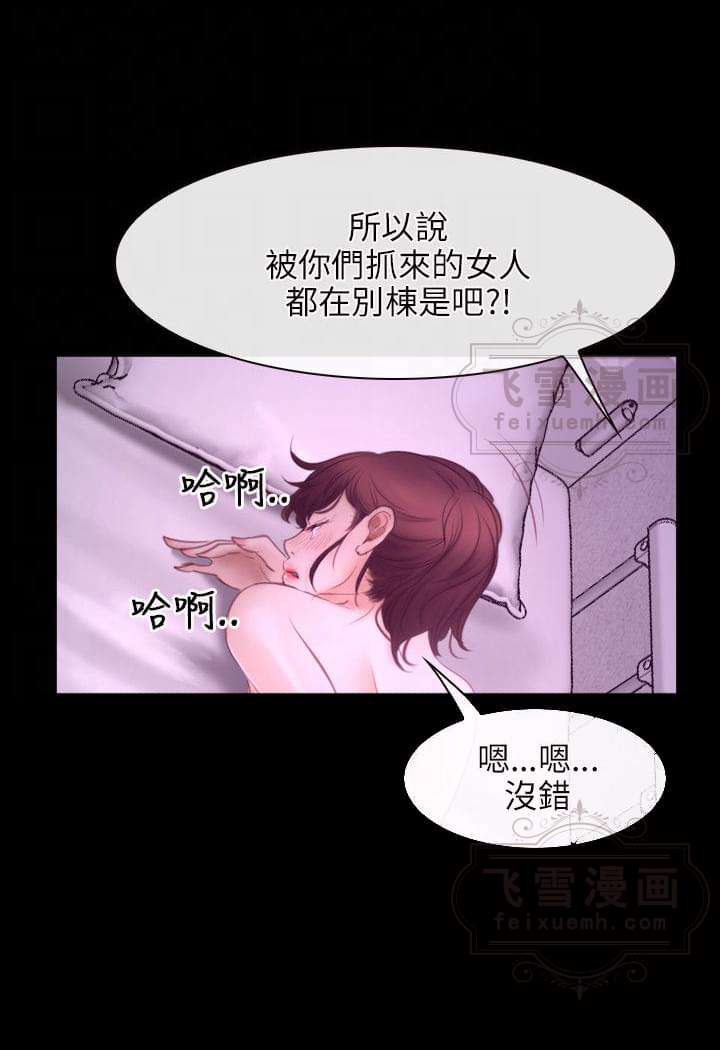 所以說
被你們抓來的女人
都在別棟是吧?!
飞雪漫画
feixuemh.com
哈啊..
哈啊..
嗯...嗯...
沒錯
飞雪漫画
feixuemh.com